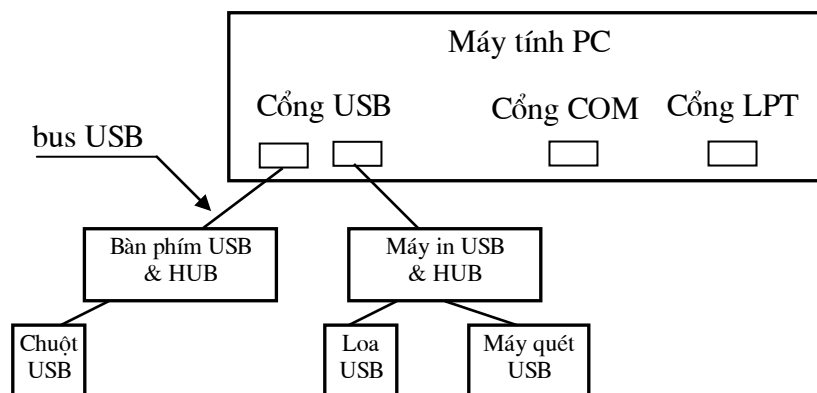 Máy tính PC
Cổng USB
Cổng COM
Cổng LPT
bus USB
Bàn phím USB
& HUB
Máy in USB
& HUB
Chuột
USB
Loa
USB
Máy quét
USB